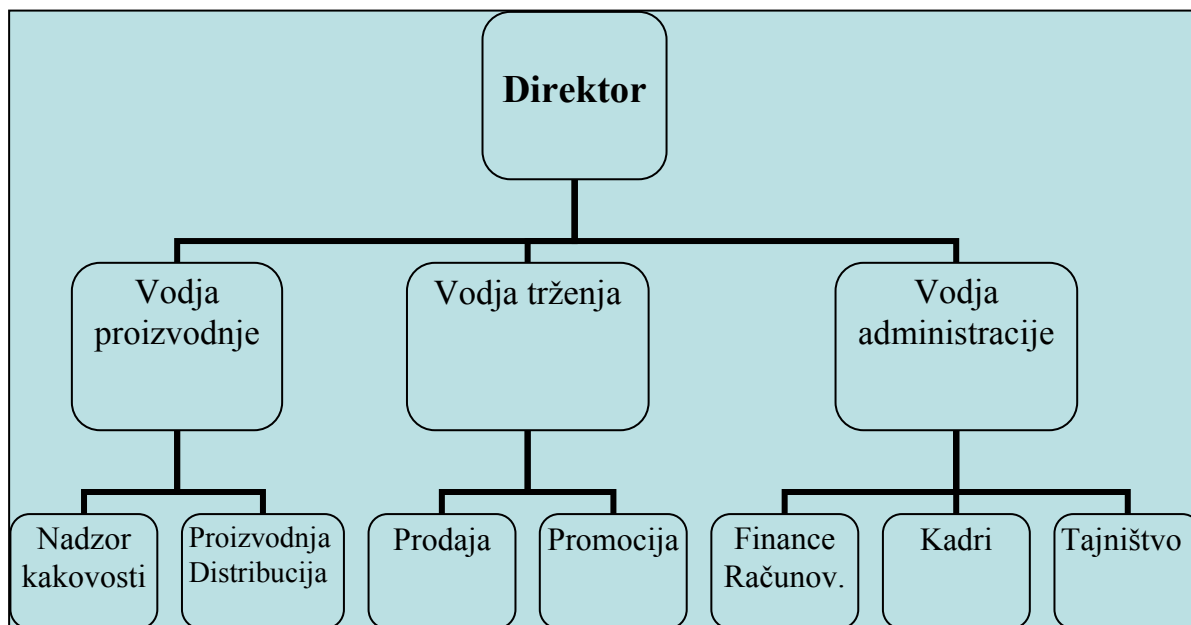 Direktor
Vodja
proizvodnje
Vodja trženja
Vodja
administracije
Nadzor
kakovosti
Proizvodnja
Distribucija
Prodaja
Promocija
Finance
Računov.
Kadri
Tajništvo